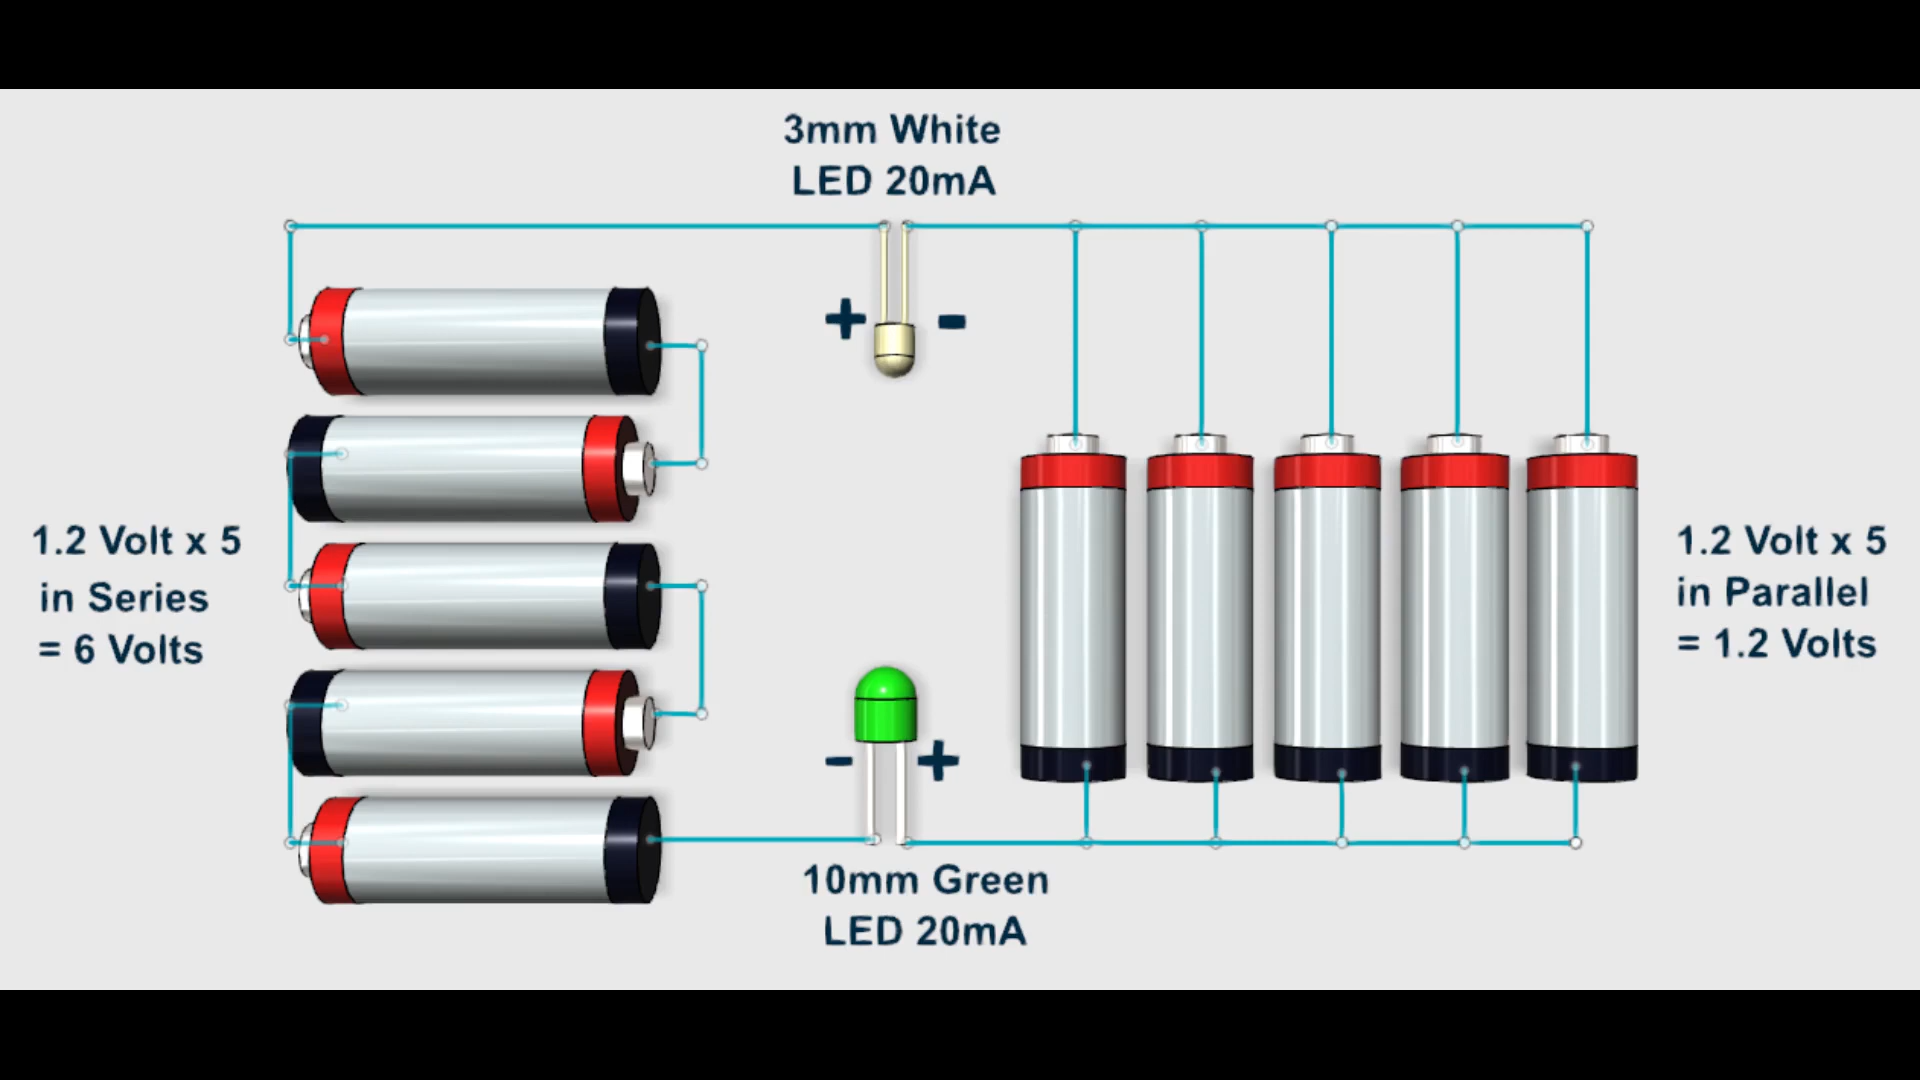 3mm White
LED 20mA
+ -
1.2 Volt x 5
in Series
= 6 Volts
1.2 Volt x 5
in Parallel
= 1.2 Volts
- +
10mm Green
LED 20mA